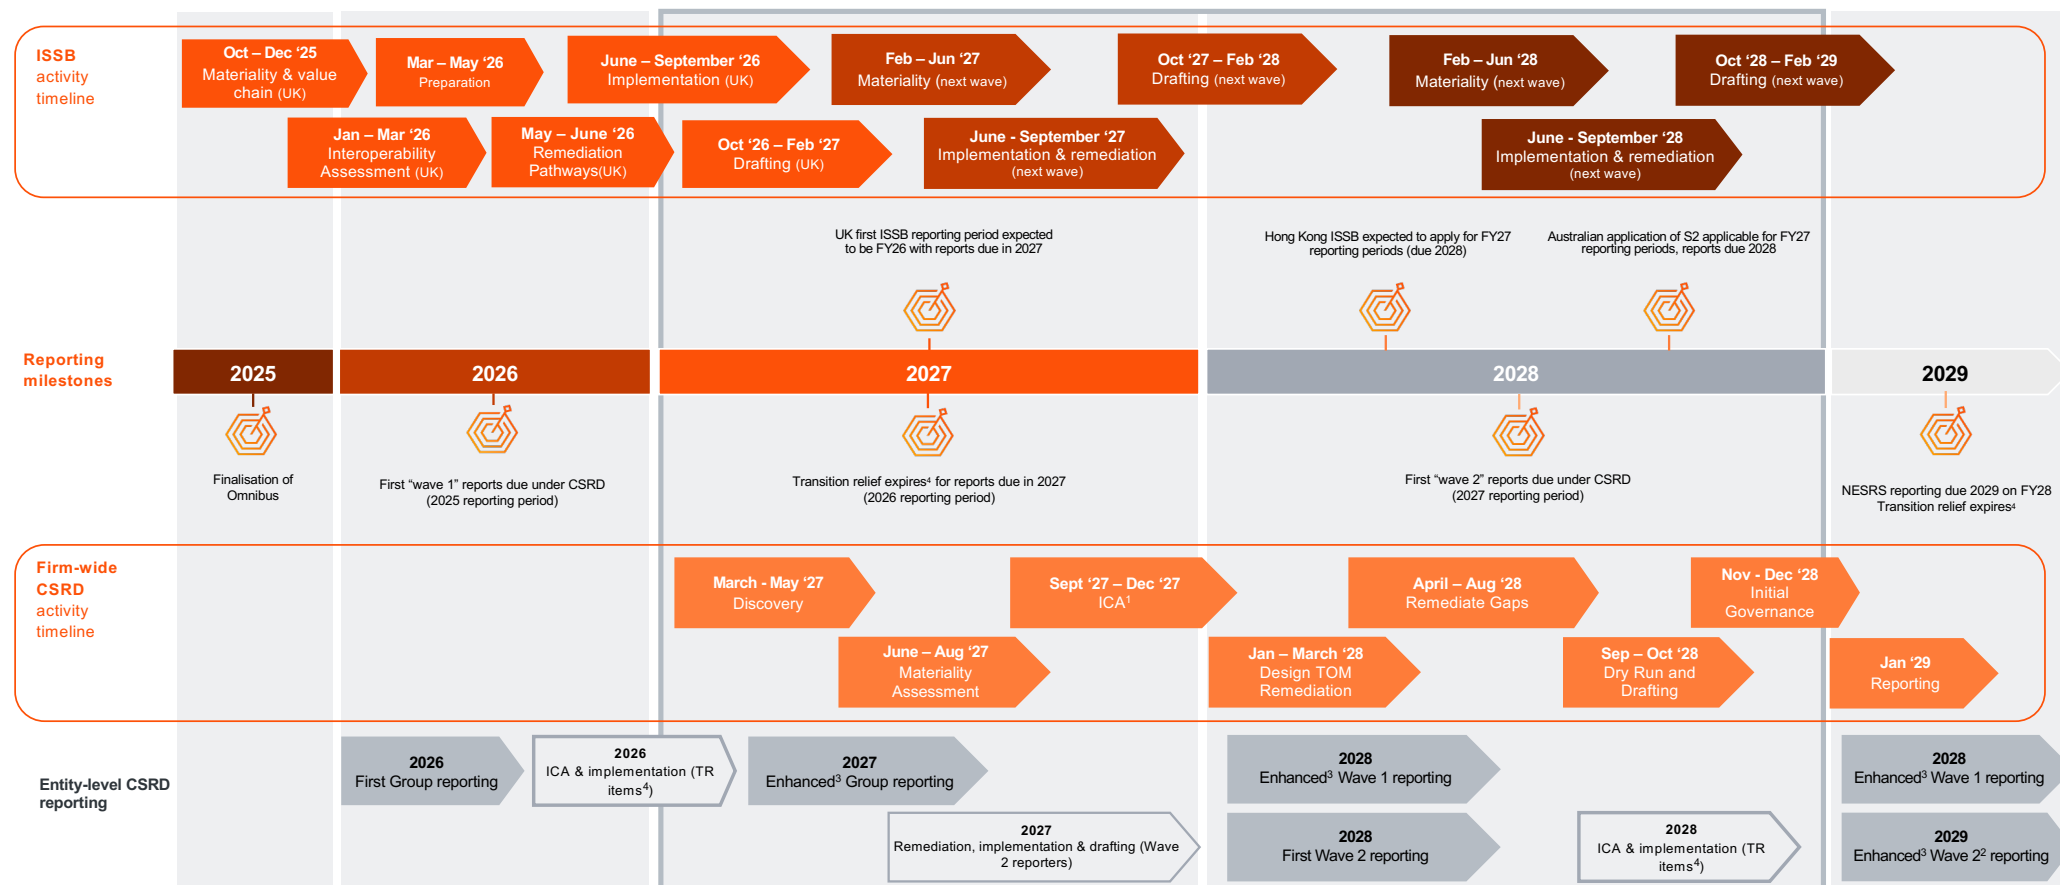 ISSB
activity
timeline
Oct – Dec ‘25
Materiality & value
chain (UK)
Mar – May ‘26
Preparation
June – September ‘26
Implementation (UK)
Feb – Jun ‘27
Materiality (next wave)
Oct ‘27 – Feb ‘28
Drafting (next wave)
Feb – Jun ‘28
Materiality (next wave)
Oct ‘28 – Feb ‘29
Drafting (next wave)
Jan – Mar ‘26
Interoperability
Assessment (UK)
May – June ‘26
Remediation
Pathways(UK)
Oct ‘26 – Feb ‘27
Drafting (UK)
June - September ‘27
Implementation & remediation
(next wave)
June - September ‘28
Implementation & remediation
(next wave)
UK first ISSB reporting period expected
to be FY26 with reports due in 2027
Hong Kong ISSB expected to apply for FY27
reporting periods (due 2028)
Australian application of S2 applicable for FY27
reporting periods, reports due 2028
Reporting
milestones
2025
2026
2027
2028
2029
Finalisation of
Omnibus
First “wave 1” reports due under CSRD
(2025 reporting period)
Transition relief expires⁴ for reports due in 2027
(2026 reporting period)
First “wave 2” reports due under CSRD
(2027 reporting period)
NESRS reporting due 2029 on FY28
Transition relief expires⁴
Firm-wide
CSRD
activity
timeline
March - May ‘27
Discovery
Sept ‘27 – Dec ‘27
ICA¹
April – Aug ‘28
Remediate Gaps
Nov - Dec ‘28
Initial
Governance
June – Aug ‘27
Materiality
Assessment
Jan – March ‘28
Design TOM
Remediation
Sep – Oct ‘28
Dry Run and
Drafting
Jan ‘29
Reporting
Entity-level CSRD
reporting
2026
First Group reporting
2026
ICA & implementation (TR
items⁴)
2027
Enhanced³ Group reporting
2028
Enhanced³ Wave 1 reporting
2028
Enhanced³ Wave 1 reporting
2027
Remediation, implementation & drafting (Wave
2 reporters)
2028
First Wave 2 reporting
2028
ICA & implementation (TR
items⁴)
2029
Enhanced³ Wave 2² reporting